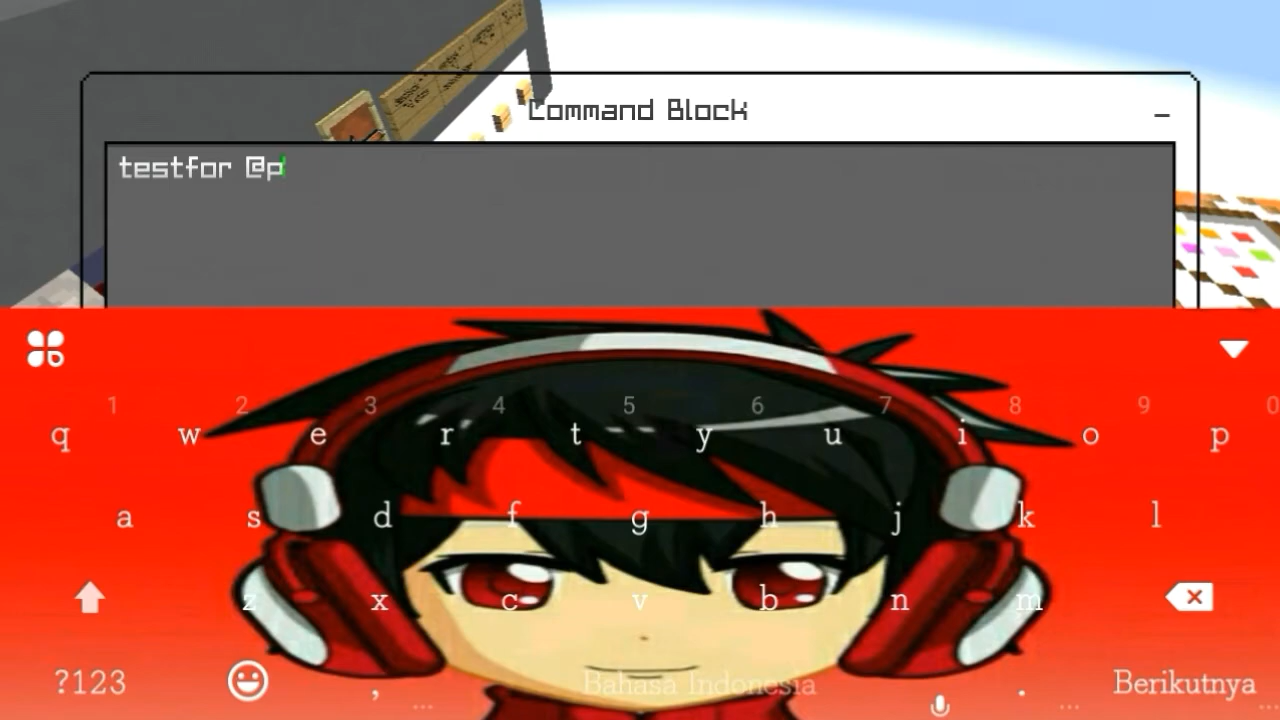 Command Block
testfor @p
1 2 3 4 5 6 7 8 9 0
q w e r t y u i o p
a s d f g h j k l
z x c v b n m
?123 , Bahasa Indonesia . Berikutnya